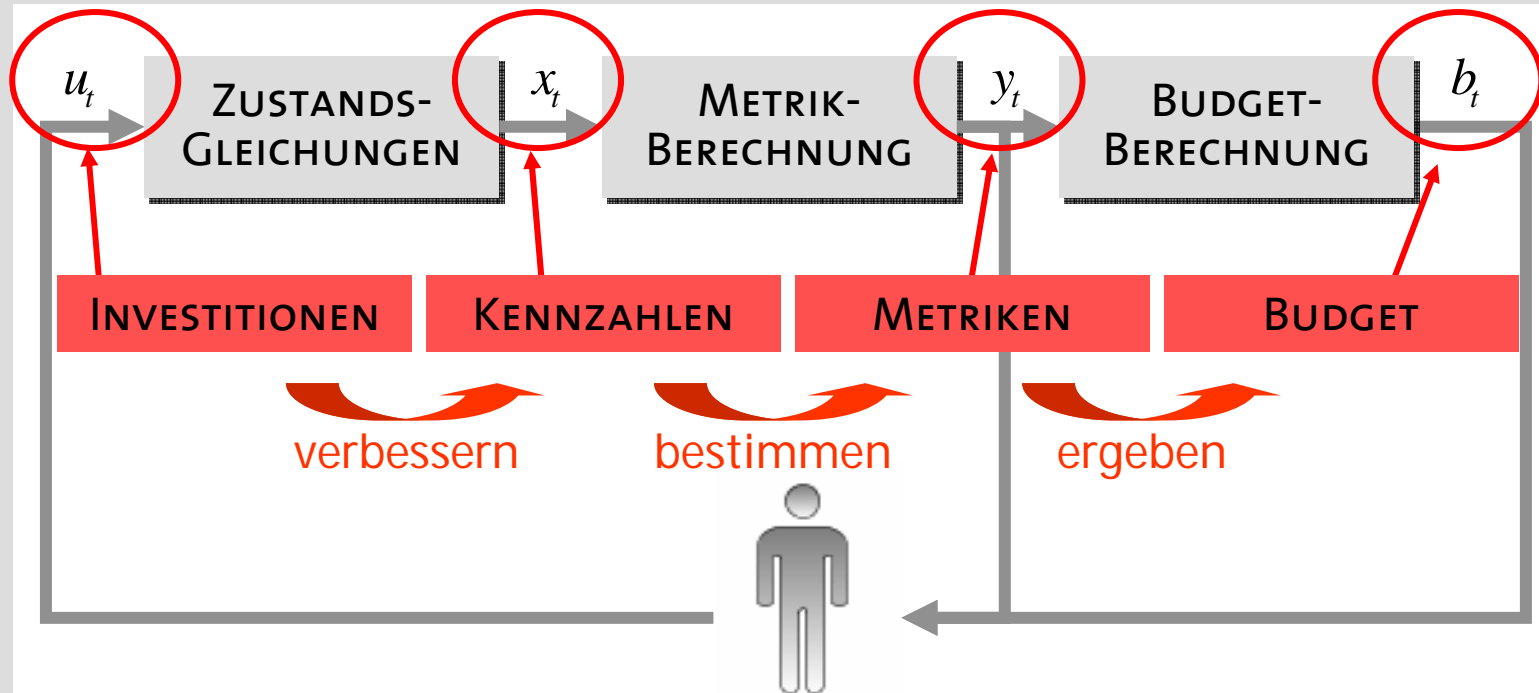 u_t
ZUSTANDS-
GLEICHUNGEN
x_t
METRIK-
BERECHNUNG
y_t
BUDGET-
BERECHNUNG
b_t
INVESTITIONEN
KENNZAHLEN
METRIKEN
BUDGET
verbessern
bestimmen
ergeben